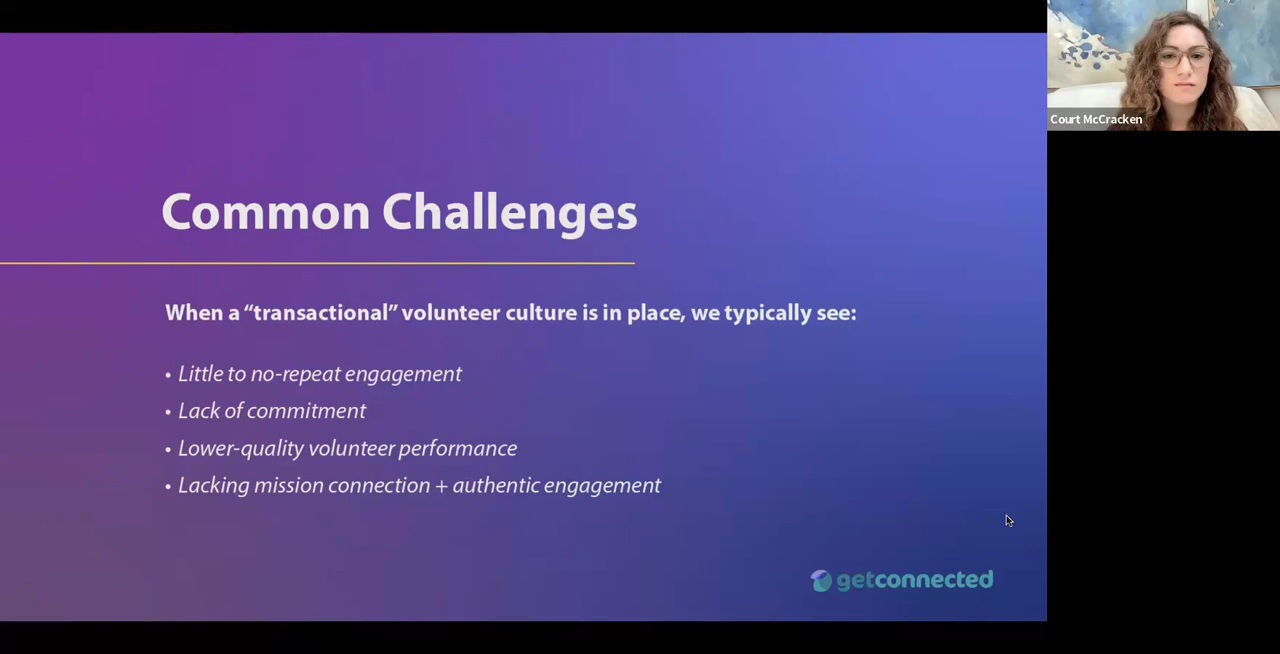 Common Challenges
When a “transactional” volunteer culture is in place, we typically see:
• Little to no-repeat engagement
• Lack of commitment
• Lower-quality volunteer performance
• Lacking mission connection + authentic engagement
getconnected
Court McCracken